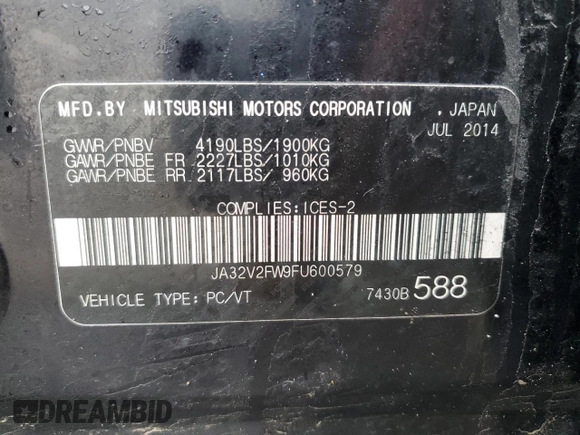 MFD. BY MITSUBISHI MOTORS CORPORATION, JAPAN
JUL 2014
GWWR/PNBV 4190LBS/1900KG
GAWR/PNBE FR 2227LBS/1010KG
GAWR/PNBE RR 2117LBS/ 960KG
COMPLIES:ICES-2
JA32V2FW9FU600579
VEHICLE TYPE: PC/VT 7430B 588
DREAMBID